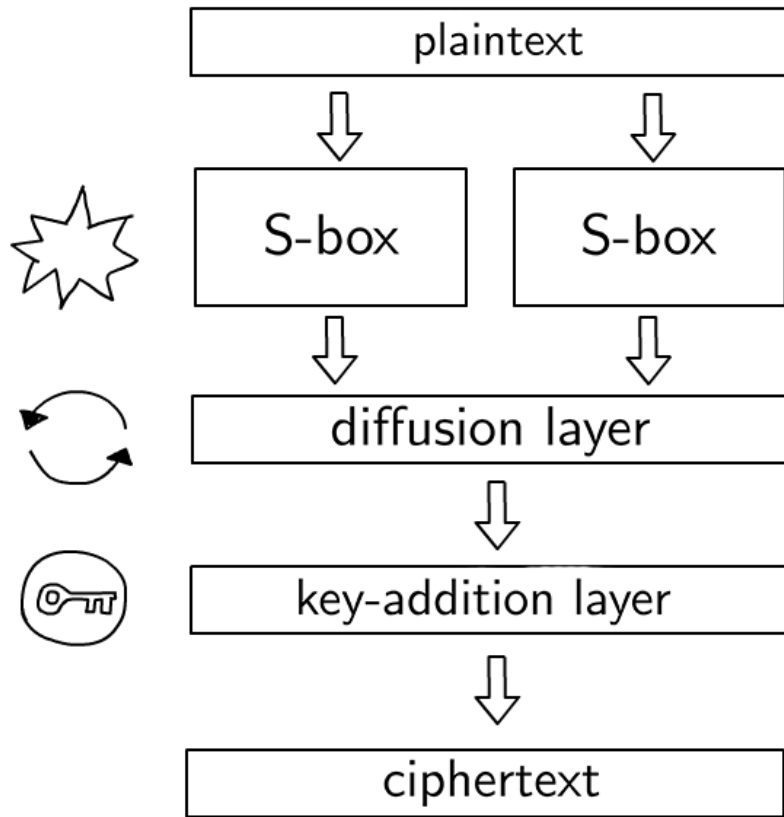 plaintext
S-box S-box
diffusion layer
key-addition layer
ciphertext